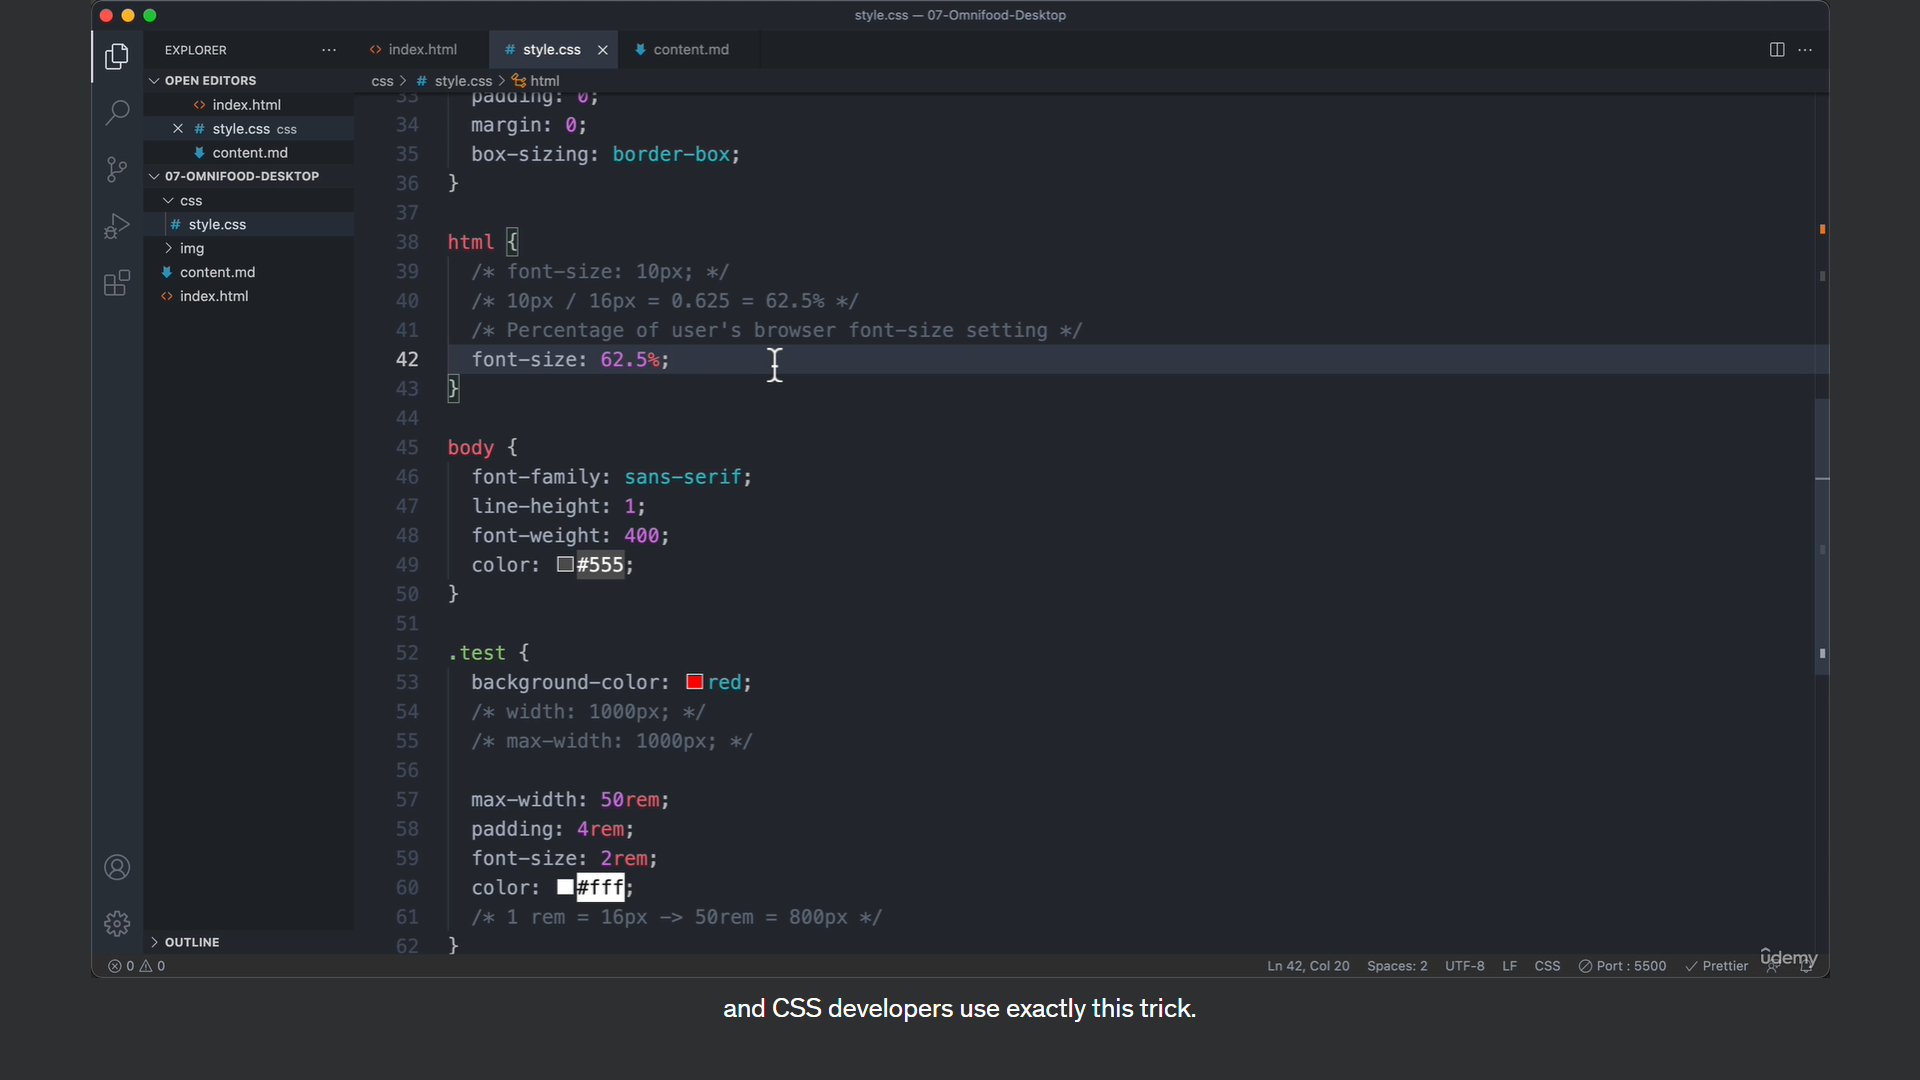 style.css — 07-Omnifood-Desktop
EXPLORER ···
<> index.html # style.css × content.md ···
OPEN EDITORS
css > # style.css > html
<> index.html
× # style.css css
content.md
07-OMNIFOOD-DESKTOP
css
# style.css
img
content.md
<> index.html
OUTLINE
33 padding: 0;
34 margin: 0;
35 box-sizing: border-box;
36 }
37
38 html {
39 /* font-size: 10px; */
40 /* 10px / 16px = 0.625 = 62.5% */
41 /* Percentage of user's browser font-size setting */
42 font-size: 62.5%;
43 }
44
45 body {
46 font-family: sans-serif;
47 line-height: 1;
48 font-weight: 400;
49 color: #555;
50 }
51
52 .test {
53 background-color: red;
54 /* width: 1000px; */
55 /* max-width: 1000px; */
56
57 max-width: 50rem;
58 padding: 4rem;
59 font-size: 2rem;
60 color: #fff;
61 /* 1 rem = 16px -> 50rem = 800px */
62 }
0 0 Ln 42, Col 20 Spaces: 2 UTF-8 LF CSS Port : 5500 Prettier
udemy
and CSS developers use exactly this trick.